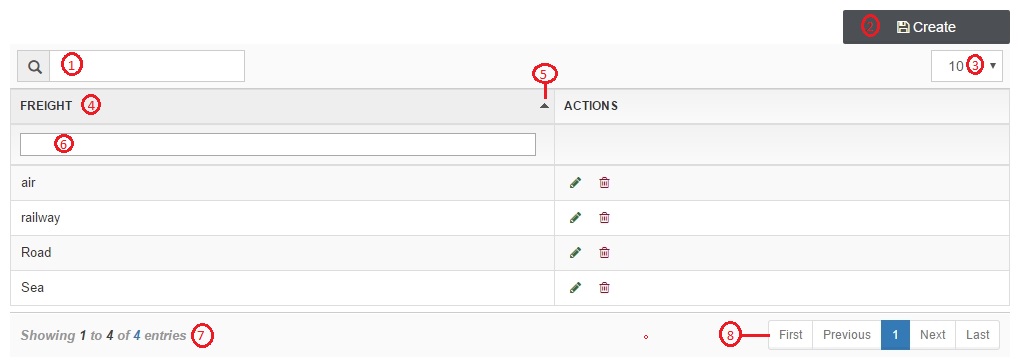 2 Create
1 10 3
5
FREIGHT 4 ACTIONS
6
air
railway
Road
Sea
Showing 1 to 4 of 4 entries 7 8 First Previous 1 Next Last